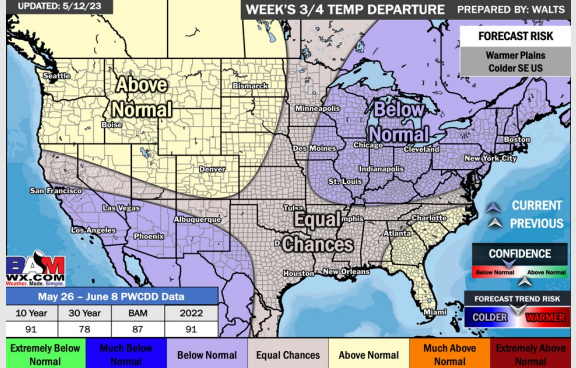 UPDATED: 5/12/23
WEEK'S 3/4 TEMP DEPARTURE
PREPARED BY: WALTS
FORECAST RISK
Warmer Plains
Colder SE US
Seattle
Above
Normal
Bismarck
Boise
Minneapolis
Below
Normal
Boston
Des Moines
Chicago
Cleveland
New York City
Denver
Indianapolis
St. Louis
San Francisco
Las Vegas
Tulsa
Equal
Chances
mphis
Charlotte
Los Angeles
Phoenix
Albuquerque
Atlanta
D
Houston
New Orleans
Miami
CURRENT
PREVIOUS
CONFIDENCE
Below Normal
Above Normal
FORECAST TREND RISK
COLDER
WARMER
BAM
WX.COM
Weather. Made. Simple.
May 26 – June 8 PWCDD Data
10 Year
30 Year
BAM
2022
91
78
87
91
Extremely Below
Normal
Much Below
Normal
Below Normal
Equal Chances
Above Normal
Much Above
Normal
Extremely Above
Normal